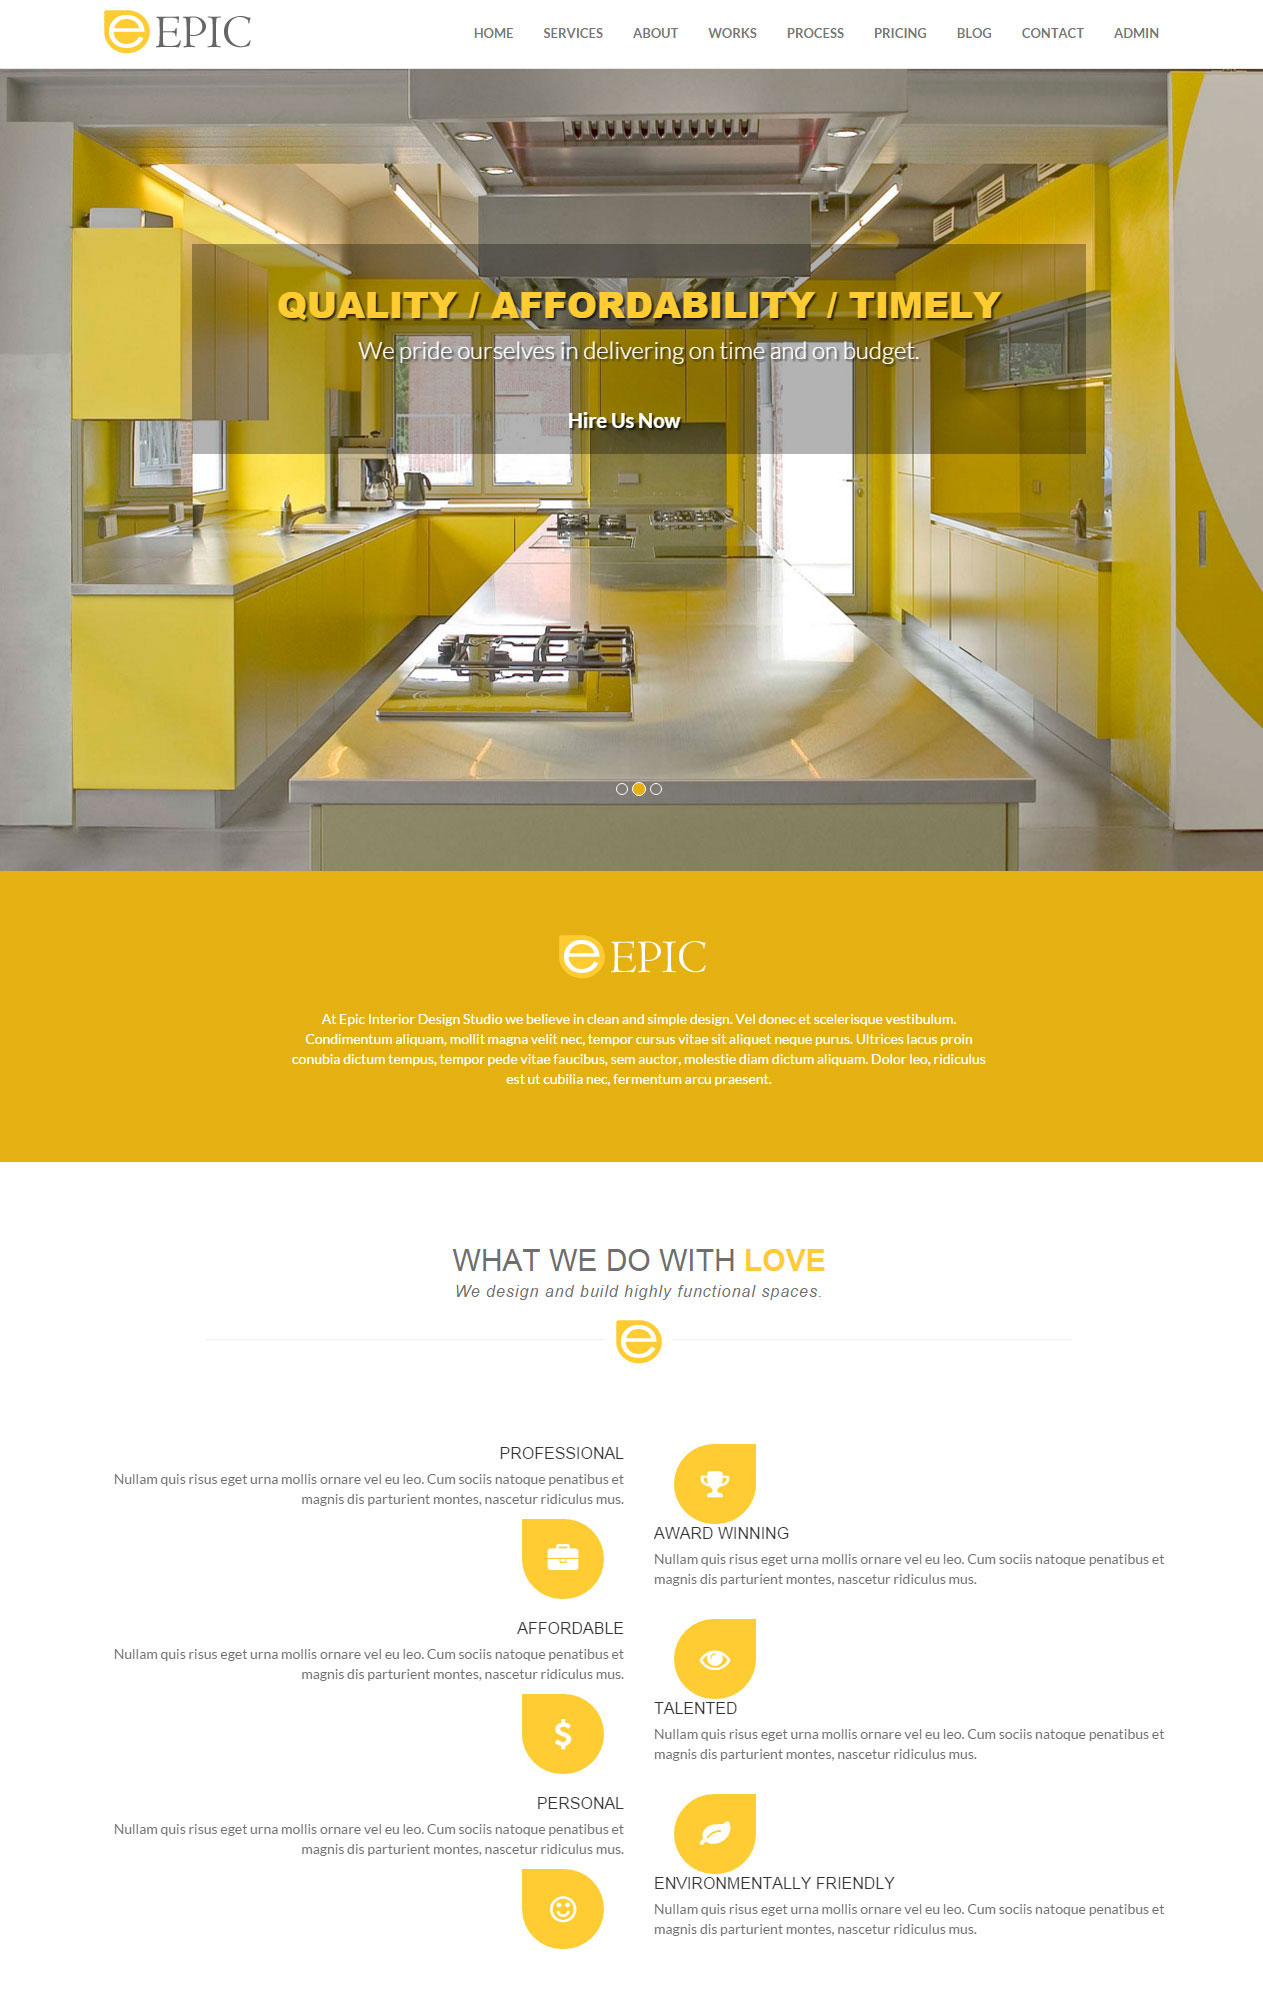 EPIC
HOME SERVICES ABOUT WORKS PROCESS PRICING BLOG CONTACT ADMIN
QUALITY / AFFORDABILITY / TIMELY
We pride ourselves in delivering on time and on budget.
Hire Us Now
EPIC
At Epic Interior Design Studio we believe in clean and simple design. Vel donec et scelerisque vestibulum.
Condimentum aliquam, mollit magna velit nec, tempor cursus vitae sit aliquet neque purus. Ultrices lacus proin
conubia dictum tempus, tempor pede vitae faucibus, sem auctor, molestie diam dictum aliquam. Dolor leo, ridiculus
est ut cubilia nec, fermentum arcu praesent.
WHAT WE DO WITH LOVE
We design and build highly functional spaces.
PROFESSIONAL
Nullam quis risus eget urna mollis ornare vel eu leo. Cum sociis natoque penatibus et
magnis dis parturient montes, nascetur ridiculus mus.
AWARD WINNING
Nullam quis risus eget urna mollis ornare vel eu leo. Cum sociis natoque penatibus et
magnis dis parturient montes, nascetur ridiculus mus.
AFFORDABLE
Nullam quis risus eget urna mollis ornare vel eu leo. Cum sociis natoque penatibus et
magnis dis parturient montes, nascetur ridiculus mus.
TALENTED
Nullam quis risus eget urna mollis ornare vel eu leo. Cum sociis natoque penatibus et
magnis dis parturient montes, nascetur ridiculus mus.
PERSONAL
Nullam quis risus eget urna mollis ornare vel eu leo. Cum sociis natoque penatibus et
magnis dis parturient montes, nascetur ridiculus mus.
ENVIRONMENTALLY FRIENDLY
Nullam quis risus eget urna mollis ornare vel eu leo. Cum sociis natoque penatibus et
magnis dis parturient montes, nascetur ridiculus mus.